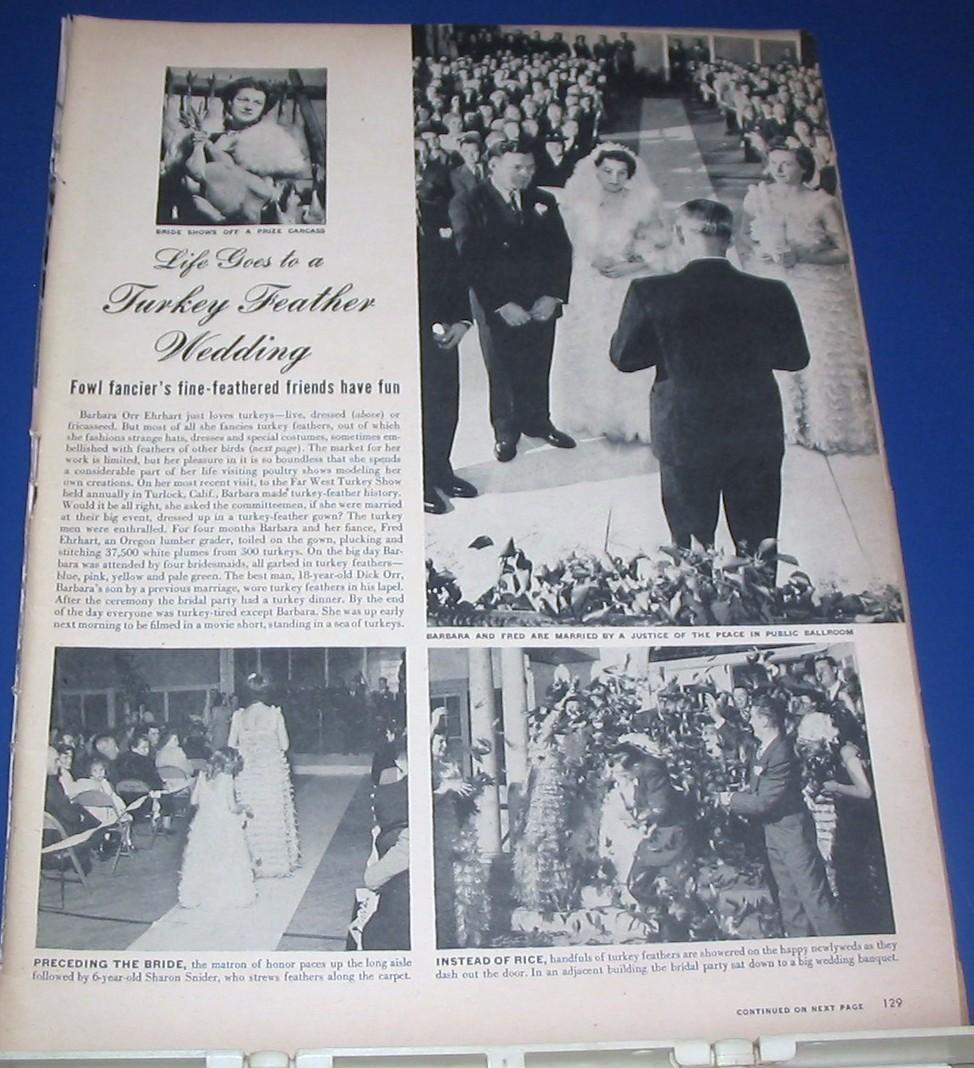 BRIDE SHOWS OFF A PRIZE CARCASS
Life Goes to a
Turkey Feather
Wedding
Fowl fancier's fine-feathered friends have fun
Barbara Orr Ehrhart just loves turkeys—live, dressed (above) or
fricasseed. But most of all she fancies turkey feathers, out of which
she fashions strange hats, dresses and special costumes, sometimes em-
bellished with feathers of other birds (next page). The market for her
work is limited, but her pleasure in it is so boundless that she spends
a considerable part of her life visiting poultry shows modeling her
own creations. On her most recent visit, to the Far West Turkey Show
held annually in Turlock, Calif., Barbara made turkey-feather history.
Would it be all right, she asked the committeemen, if she were married
at their big event, dressed up in a turkey-feather gown? The turkey
men were enthralled. For four months Barbara and her fiance, Fred
Ehrhart, an Oregon lumber grader, toiled on the gown, plucking and
stitching 37,500 white plumes from 300 turkeys. On the big day Bar-
bara was attended by four bridesmaids, all garbed in turkey feathers—
blue, pink, yellow and pale green. The best man, 18-year-old Dick Orr,
Barbara's son by a previous marriage, wore turkey feathers in his lapel.
After the ceremony the bridal party had a turkey dinner. By the end
of the day everyone was turkey-tired except Barbara. She was up early
next morning to be filmed in a movie short, standing in a sea of turkeys.
BARBARA AND FRED ARE MARRIED BY A JUSTICE OF THE PEACE IN PUBLIC BALLROOM
PRECEDING THE BRIDE, the matron of honor paces up the long aisle
followed by 6-year-old Sharon Snider, who strews feathers along the carpet.
INSTEAD OF RICE, handfuls of turkey feathers are showered on the happy newlyweds as they
dash out the door. In an adjacent building the bridal party sat down to a big wedding banquet.
CONTINUED ON NEXT PAGE 129